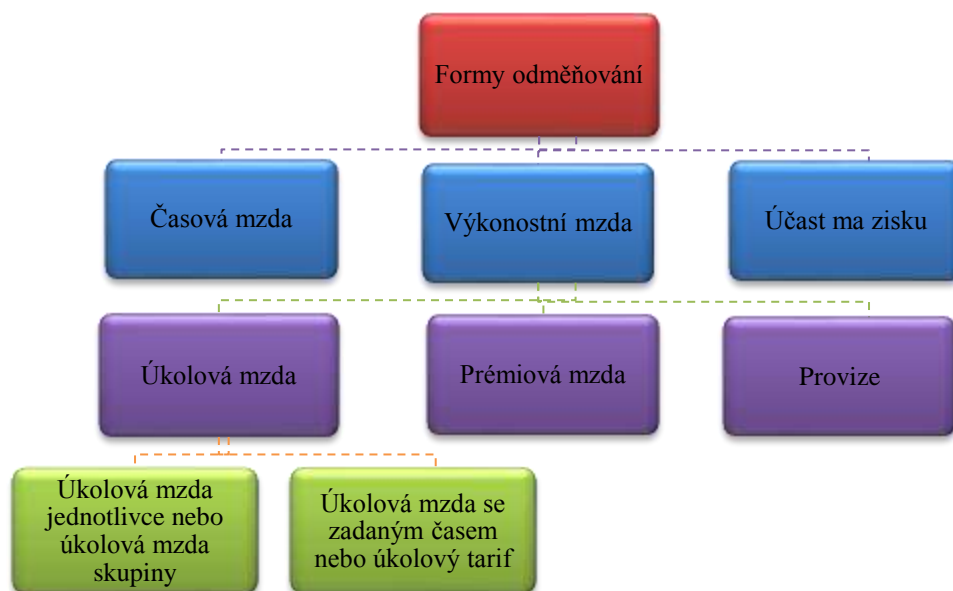 Formy odměňování
Časová mzda
Výkonostní mzda
Účast ma zisku
Úkolová mzda
Prémiová mzda
Provize
Úkolová mzda
jednotlivce nebo
úkolová mzda
skupiny
Úkolová mzda se
zadaným časem
nebo úkolový tarif